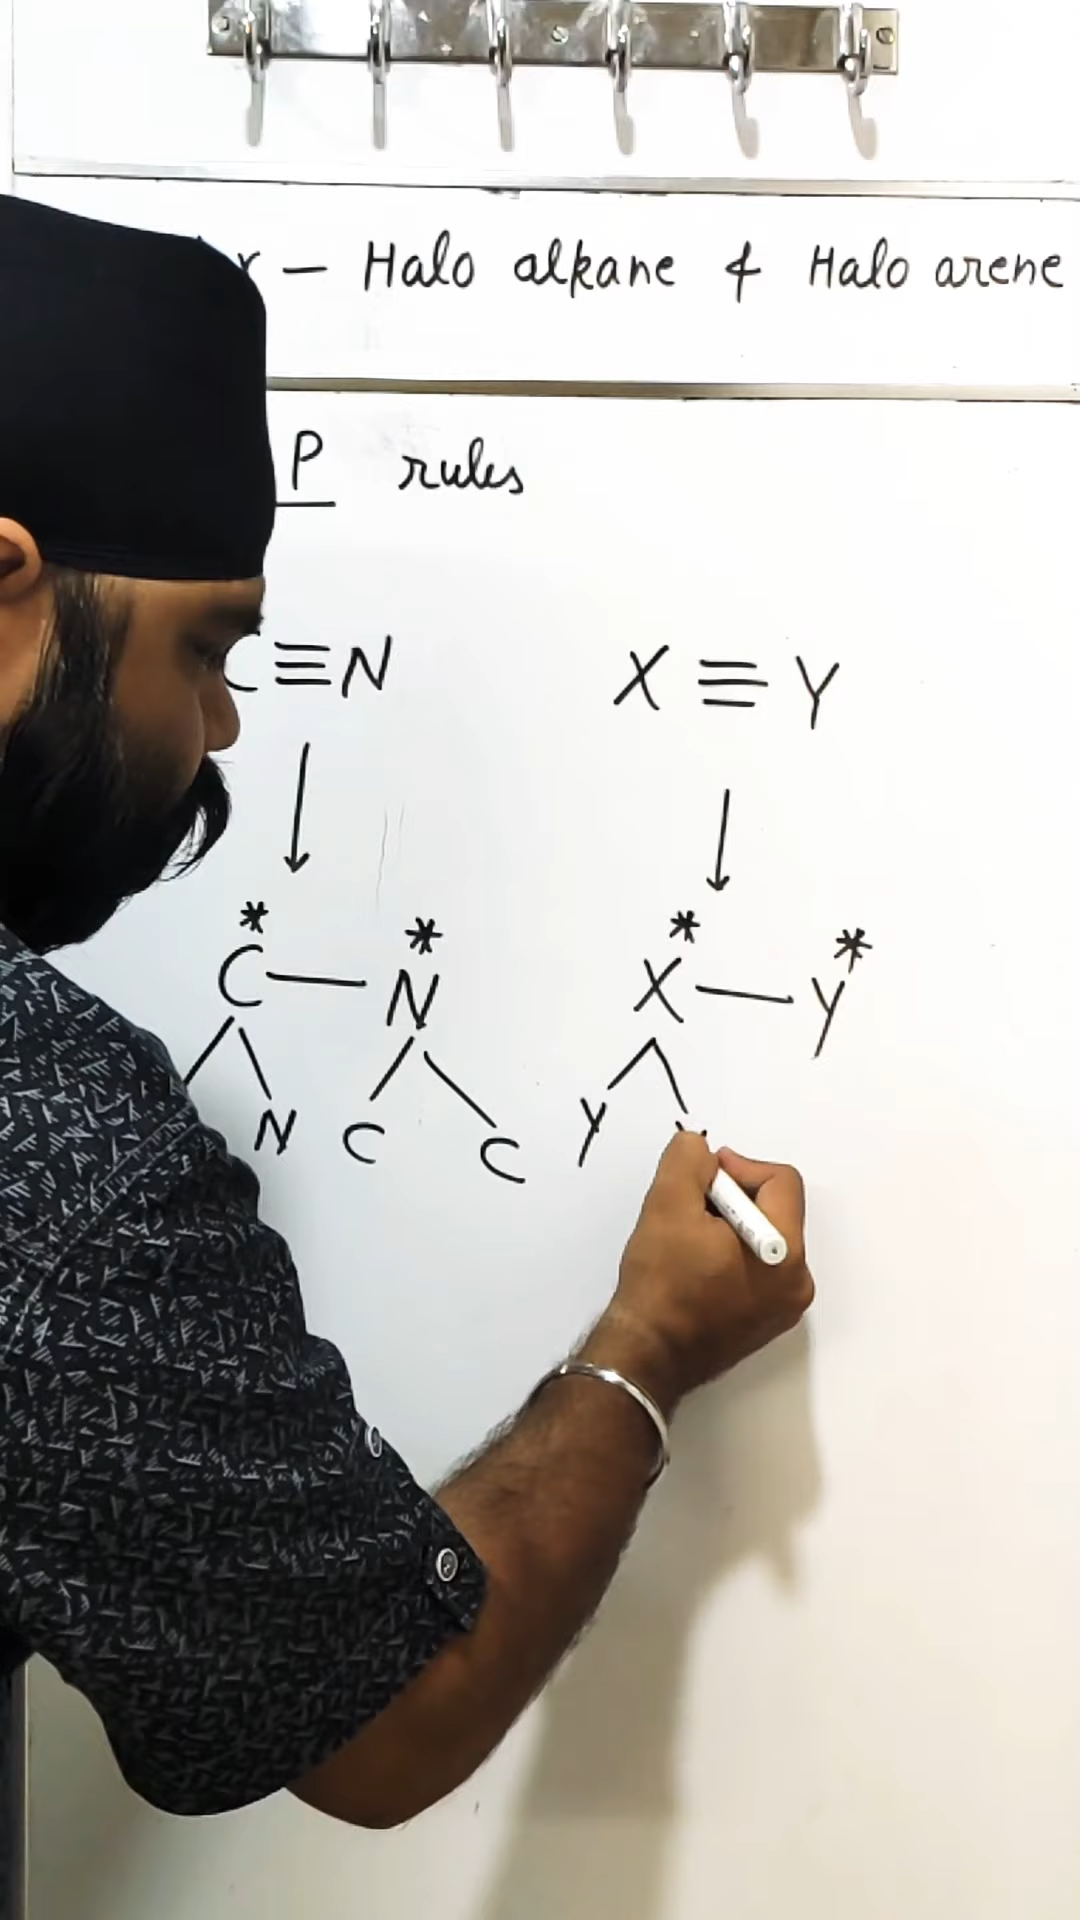 r — Halo alkane & Halo arene
P rules
C≡N X ≡ Y
↓ ↓
* * * *
C — N X — Y
N C C Y